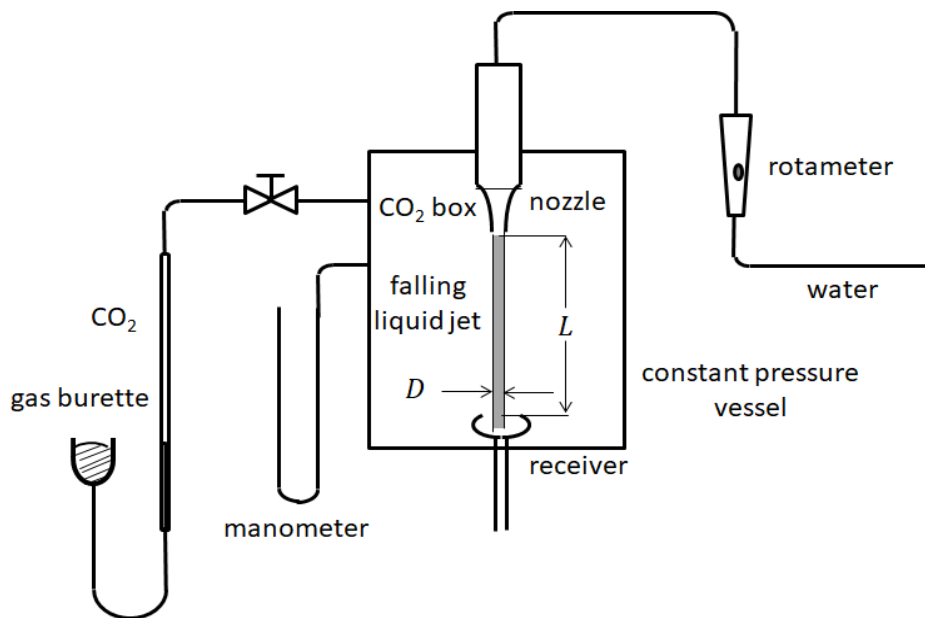 rotameter
CO₂ box
nozzle
falling
liquid jet
L
water
CO₂
gas burette
D
constant pressure
vessel
receiver
manometer